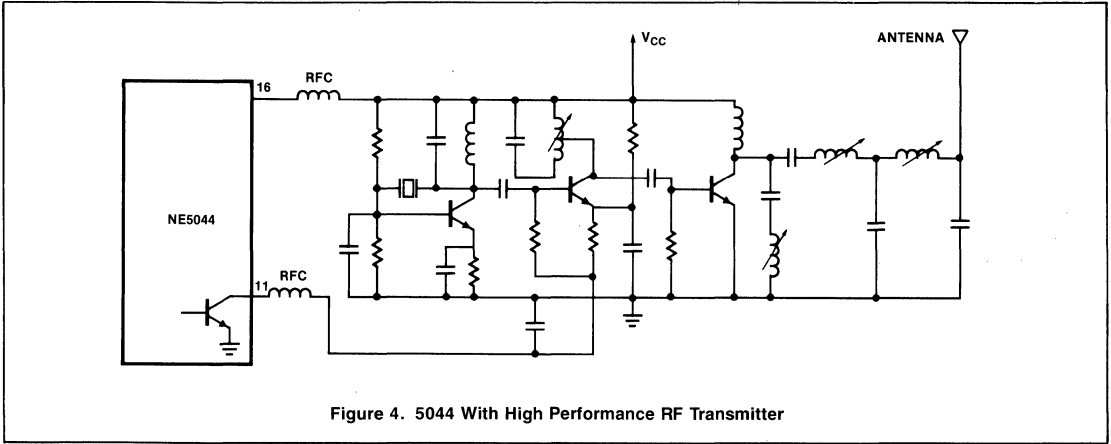 VCC
ANTENNA
16
RFC
NE5044
11
RFC
Figure 4. 5044 With High Performance RF Transmitter